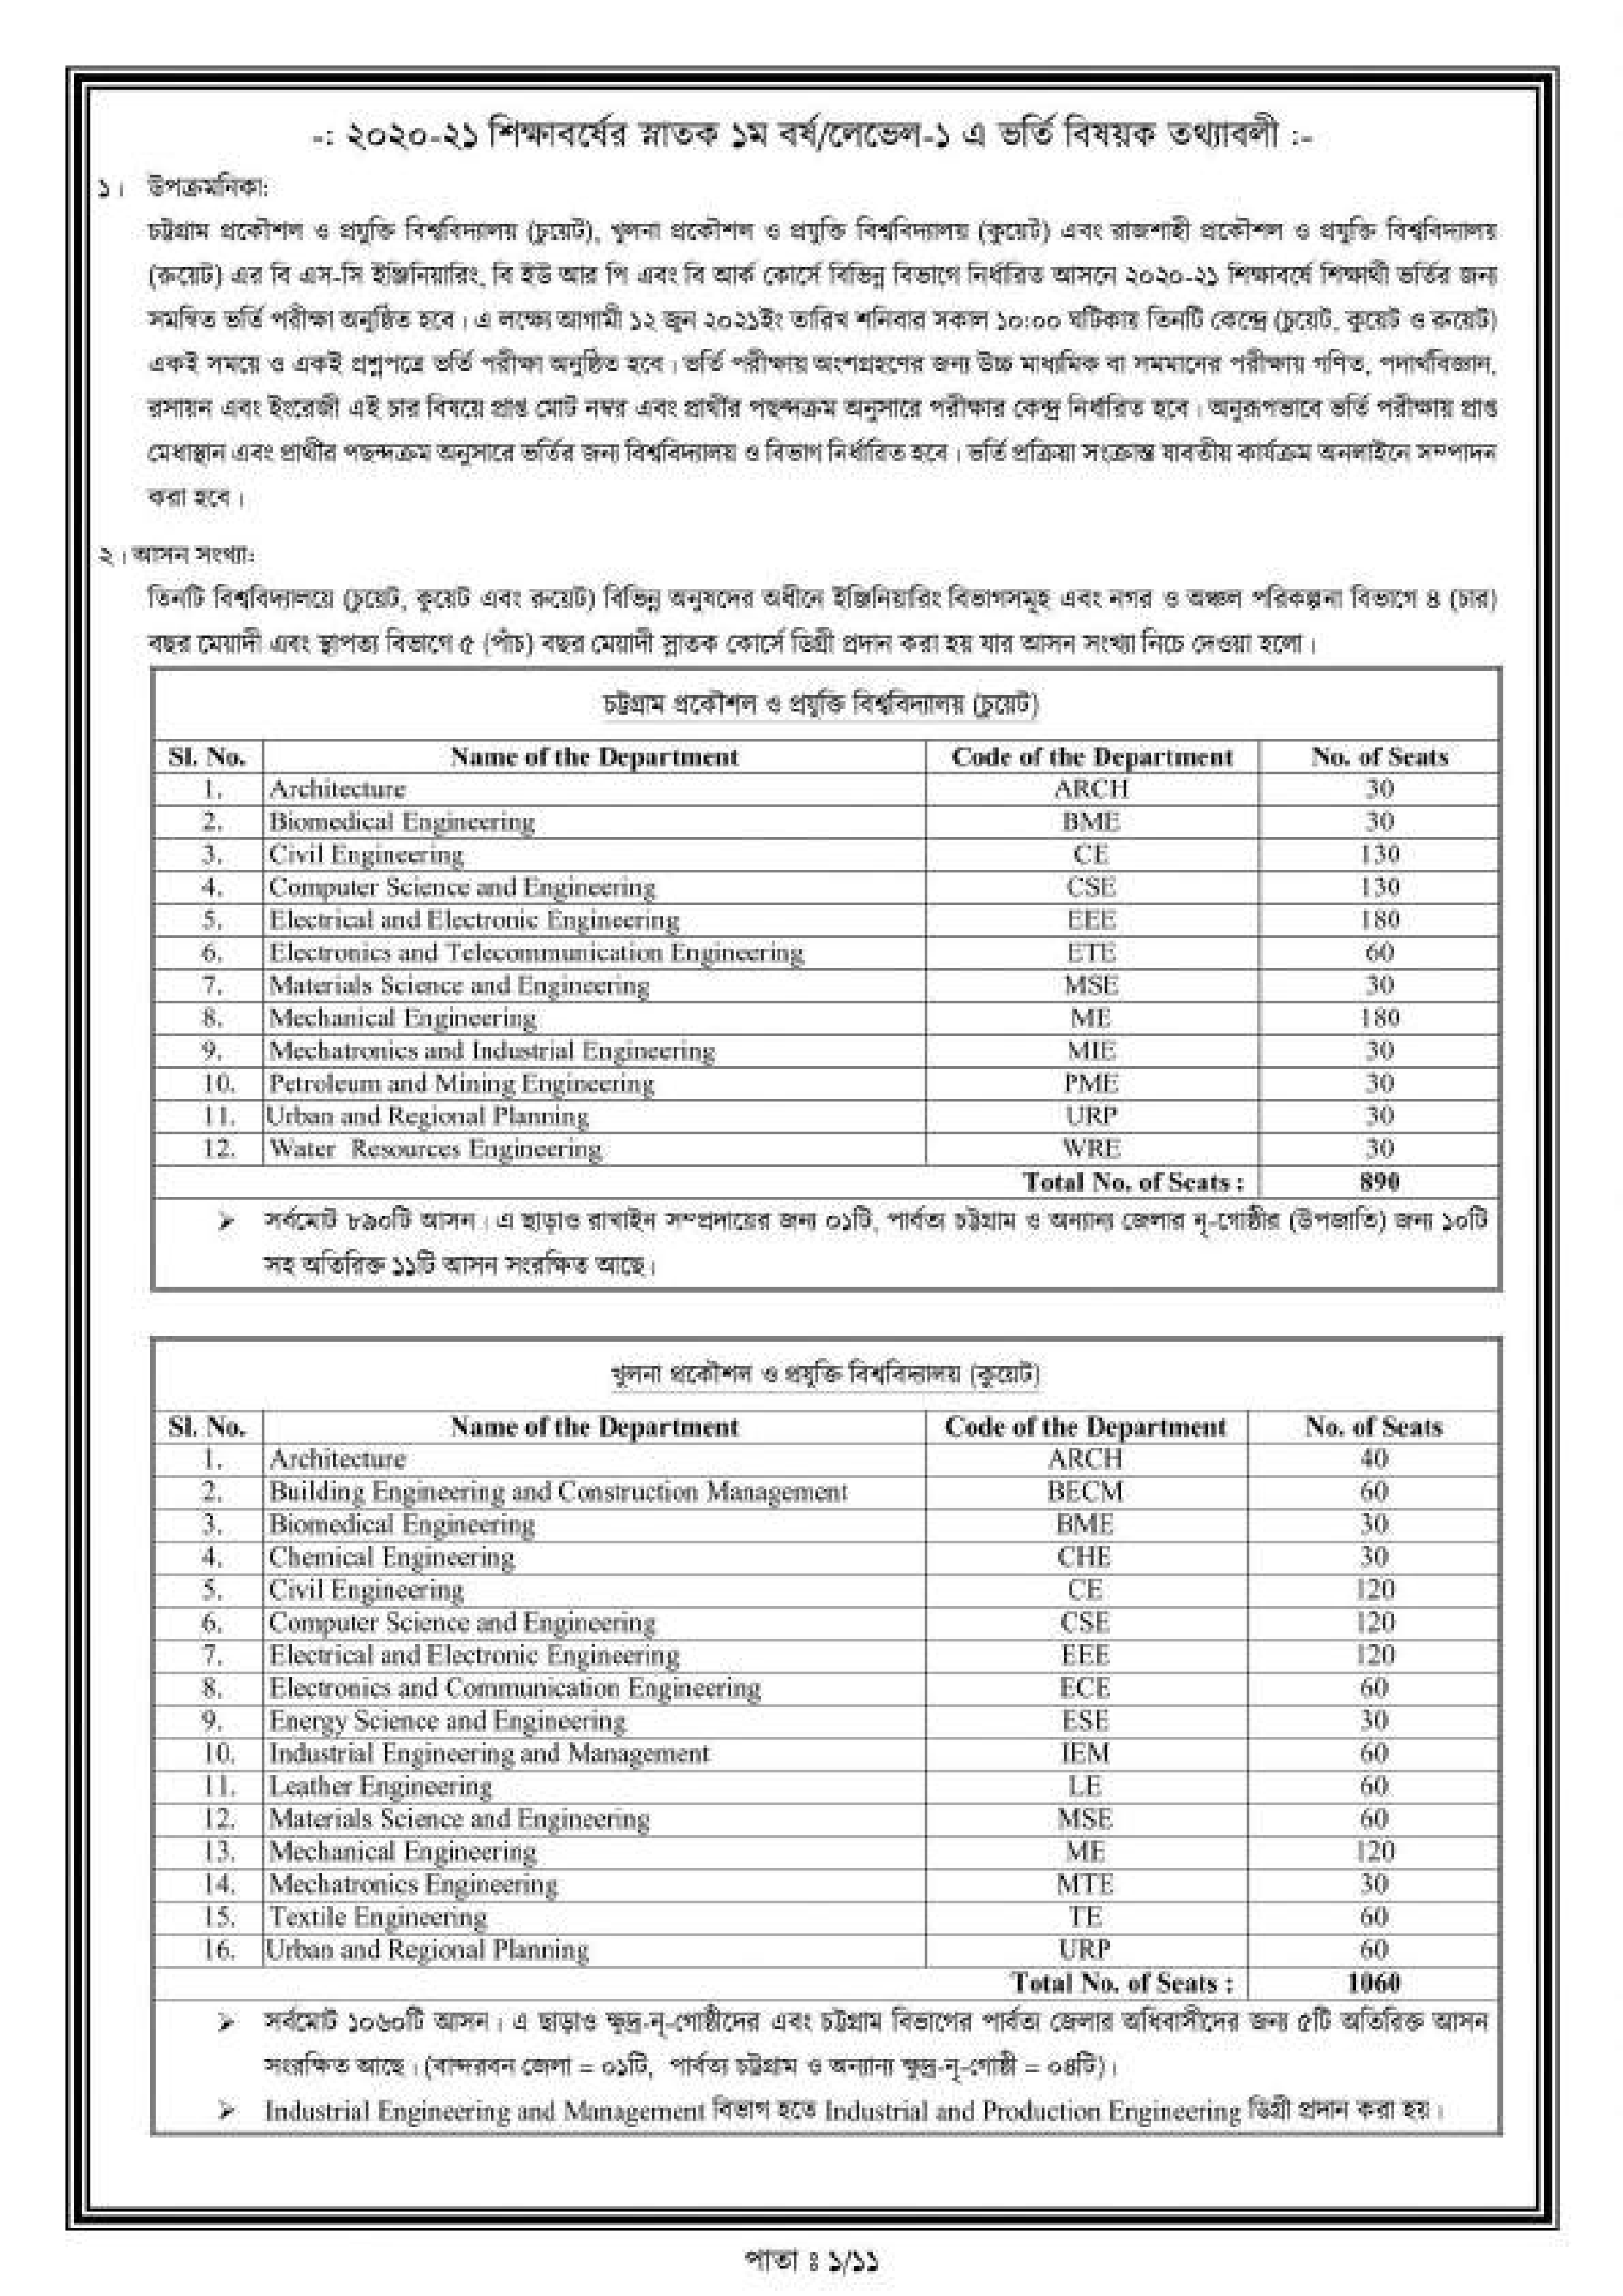 -: ২০২০-২১ শিক্ষাবর্ষের স্নাতক ১ম বর্ষ/লেভেল-১ এ ভর্তি বিষয়ক তথ্যাবলী :-
১। উপক্রমনিকা:
চট্টগ্রাম প্রকৌশল ও প্রযুক্তি বিশ্ববিদ্যালয় (চুয়েট), খুলনা প্রকৌশল ও প্রযুক্তি বিশ্ববিদ্যালয় (কুয়েট) এবং রাজশাহী প্রকৌশল ও প্রযুক্তি বিশ্ববিদ্যালয়
(রুয়েট) এর বি এস-সি ইঞ্জিনিয়ারিং, বি ইউ আর পি এবং বি আর্ক কোর্সে বিভিন্ন বিভাগে নির্ধারিত আসনে ২০২০-২১ শিক্ষাবর্ষে শিক্ষার্থী ভর্তির জন্য
সমন্বিত ভর্তি পরীক্ষা অনুষ্ঠিত হবে। এ লক্ষ্যে আগামী ১২ জুন ২০২১ইং তারিখ শনিবার সকাল ১০:০০ ঘটিকায় তিনটি কেন্দ্রে (চুয়েট, কুয়েট ও রুয়েট)
একই সময়ে ও একই প্রশ্নপত্রে ভর্তি পরীক্ষা অনুষ্ঠিত হবে। ভর্তি পরীক্ষায় অংশগ্রহণের জন্য উচ্চ মাধ্যমিক বা সমমানের পরীক্ষায় গণিত, পদার্থবিজ্ঞান,
রসায়ন এবং ইংরেজী এই চার বিষয়ে প্রাপ্ত মোট নম্বর এবং প্রার্থীর পছন্দক্রম অনুসারে পরীক্ষার কেন্দ্র নির্ধারিত হবে। অনুরূপভাবে ভর্তি পরীক্ষায় প্রাপ্ত
মেধাস্থান এবং প্রার্থীর পছন্দক্রম অনুসারে ভর্তির জন্য বিশ্ববিদ্যালয় ও বিভাগ নির্ধারিত হবে। ভর্তি প্রক্রিয়া সংক্রান্ত যাবতীয় কার্যক্রম অনলাইনে সম্পাদন
করা হবে।
২। আসন সংখ্যা:
তিনটি বিশ্ববিদ্যালয়ে (চুয়েট, কুয়েট এবং রুয়েট) বিভিন্ন অনুষদের অধীনে ইঞ্জিনিয়ারিং বিভাগসমূহ এবং নগর ও অঞ্চল পরিকল্পনা বিভাগে ৪ (চার)
বছর মেয়াদী এবং স্থাপত্য বিভাগে ৫ (পাঁচ) বছর মেয়াদী স্নাতক কোর্সে ডিগ্রী প্রদান করা হয় যার আসন সংখ্যা নিচে দেওয়া হলো।
চট্টগ্রাম প্রকৌশল ও প্রযুক্তি বিশ্ববিদ্যালয় (চুয়েট)
Sl. No. Name of the Department Code of the Department No. of Seats
1. Architecture ARCH 30
2. Biomedical Engineering BME 30
3. Civil Engineering CE 130
4. Computer Science and Engineering CSE 130
5. Electrical and Electronic Engineering EEE 180
6. Electronics and Telecommunication Engineering ETE 60
7. Materials Science and Engineering MSE 30
8. Mechanical Engineering ME 180
9. Mechatronics and Industrial Engineering MIE 30
10. Petroleum and Mining Engineering PME 30
11. Urban and Regional Planning URP 30
12. Water Resources Engineering WRE 30
Total No. of Seats : 890
➢ সর্বমোট ৮৯০টি আসন। এ ছাড়াও রাখাইন সম্প্রদায়ের জন্য ০১টি, পার্বত্য চট্টগ্রাম ও অন্যান্য জেলার নৃ-গোষ্ঠীর (উপজাতি) জন্য ১০টি
সহ অতিরিক্ত ১১টি আসন সংরক্ষিত আছে।
খুলনা প্রকৌশল ও প্রযুক্তি বিশ্ববিদ্যালয় (কুয়েট)
Sl. No. Name of the Department Code of the Department No. of Seats
1. Architecture ARCH 40
2. Building Engineering and Construction Management BECM 60
3. Biomedical Engineering BME 30
4. Chemical Engineering CHE 30
5. Civil Engineering CE 120
6. Computer Science and Engineering CSE 120
7. Electrical and Electronic Engineering EEE 120
8. Electronics and Communication Engineering ECE 60
9. Energy Science and Engineering ESE 30
10. Industrial Engineering and Management IEM 60
11. Leather Engineering LE 60
12. Materials Science and Engineering MSE 60
13. Mechanical Engineering ME 120
14. Mechatronics Engineering MTE 30
15. Textile Engineering TE 60
16. Urban and Regional Planning URP 60
Total No. of Seats : 1060
➢ সর্বমোট ১০৬০টি আসন। এ ছাড়াও ক্ষুদ্র-নৃ-গোষ্ঠীদের এবং চট্টগ্রাম বিভাগের পার্বত্য জেলার অধিবাসীদের জন্য ৫টি অতিরিক্ত আসন
সংরক্ষিত আছে। (বান্দরবন জেলা = ০১টি, পার্বত্য চট্টগ্রাম ও অন্যান্য ক্ষুদ্র-নৃ-গোষ্ঠী = ০৪টি)।
➢ Industrial Engineering and Management বিভাগ হতে Industrial and Production Engineering ডিগ্রী প্রদান করা হয়।
পাতা ঃ ১/১১